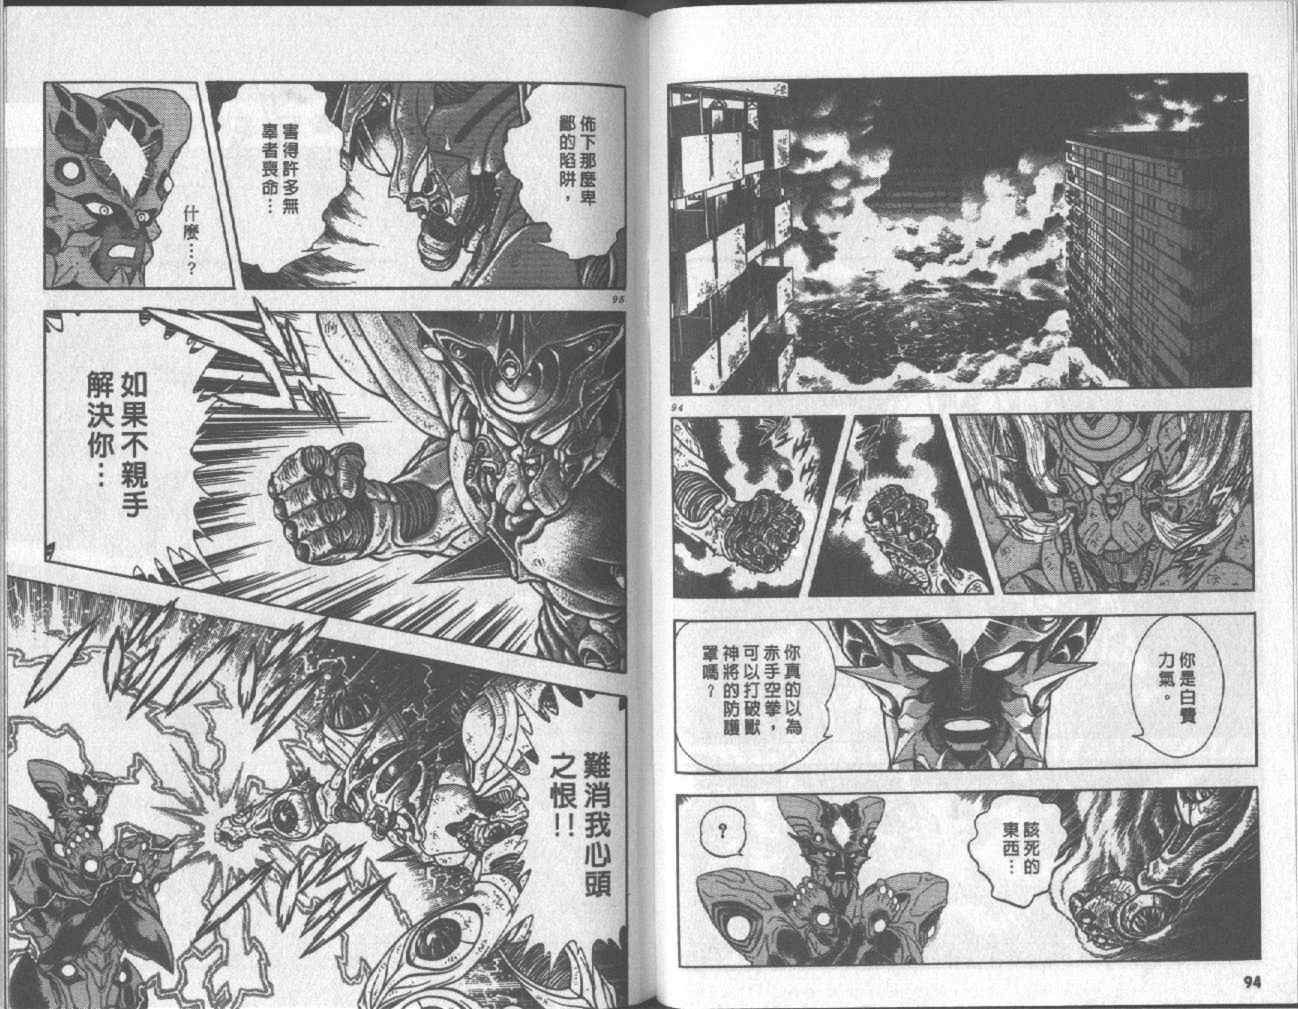 94
你是白費
力氣。
你真的以為
赤手空拳，
可以打破獸
神將的防護
罩嗎？
該死的
東西…
？
94
佈下那麼卑
鄙的陷阱，
害得許多無
辜者喪命…
什麼…？
95
如果不親手
解決你…
難消我心頭
之恨!!